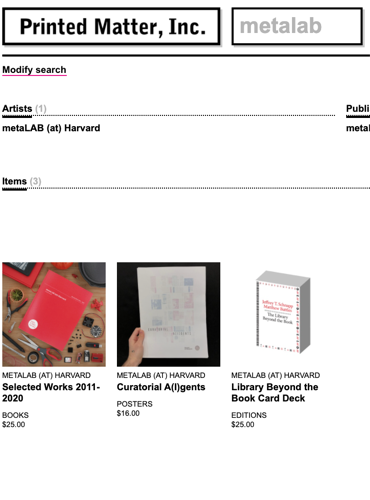 Printed Matter, Inc.
metalab
Modify search
Artists (1)
Publi
metaLAB (at) Harvard
metal
Items (3)
Jeffrey T. Schnapp
Matthew Battles
The Library
Beyond the Book
METALAB (AT) HARVARD
Selected Works 2011-
2020
BOOKS
$25.00
METALAB (AT) HARVARD
Curatorial A(I)gents
POSTERS
$16.00
METALAB (AT) HARVARD
Library Beyond the
Book Card Deck
EDITIONS
$25.00